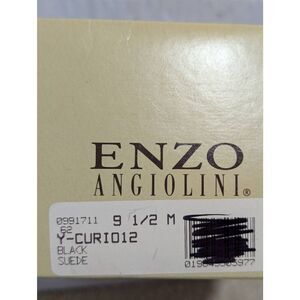 ENZO
ANGIOLINI®
0991711 9 1/2 M
62
Y-CURIO12
BLACK
SUEDE